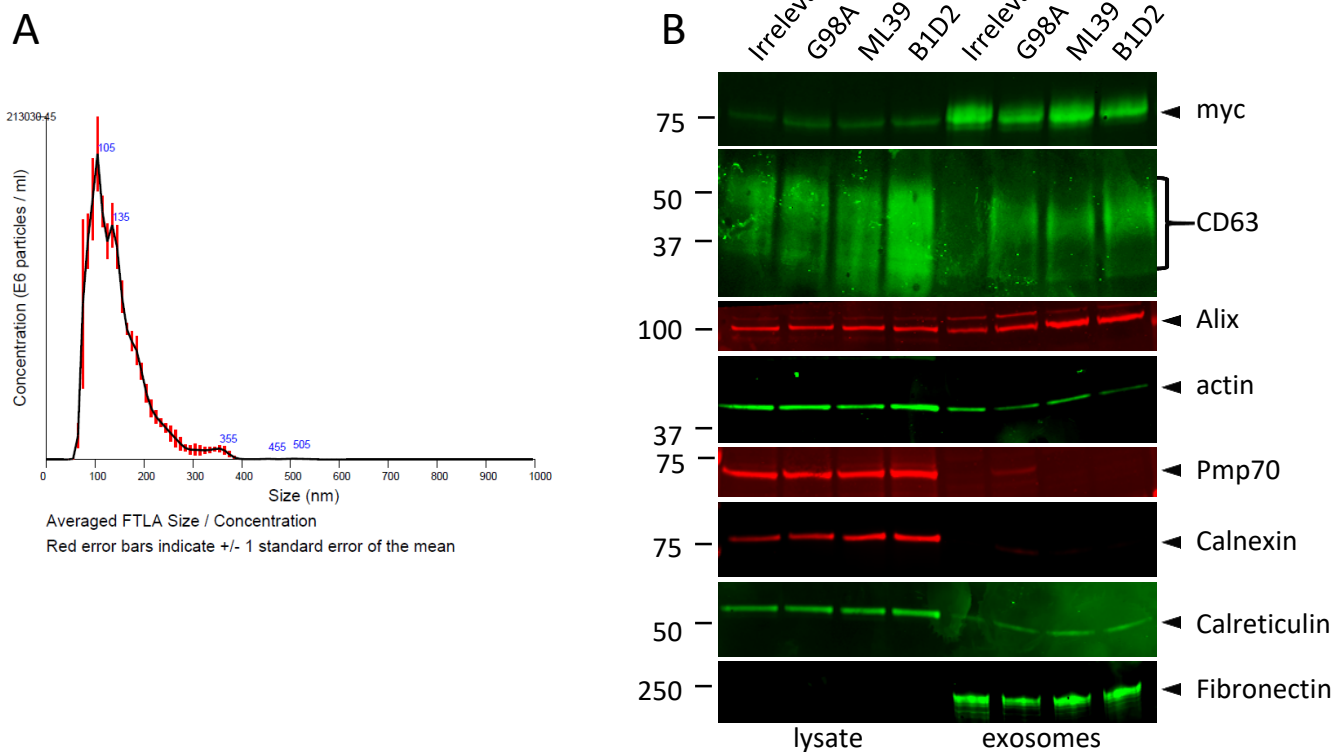 A
213030.45
Concentration (E6 particles / ml)
105
135
355
455
505
0
100
200
300
400
500
600
700
800
900
1000
Size (nm)
Averaged FTLA Size / Concentration
Red error bars indicate +/- 1 standard error of the mean
B
G98A
ML39
B1D2
G98A
ML39
B1D2
75
myc
50
37
CD63
100
Alix
actin
37
75
Pmp70
75
Calnexin
50
Calreticulin
250
Fibronectin
lysate
exosomes